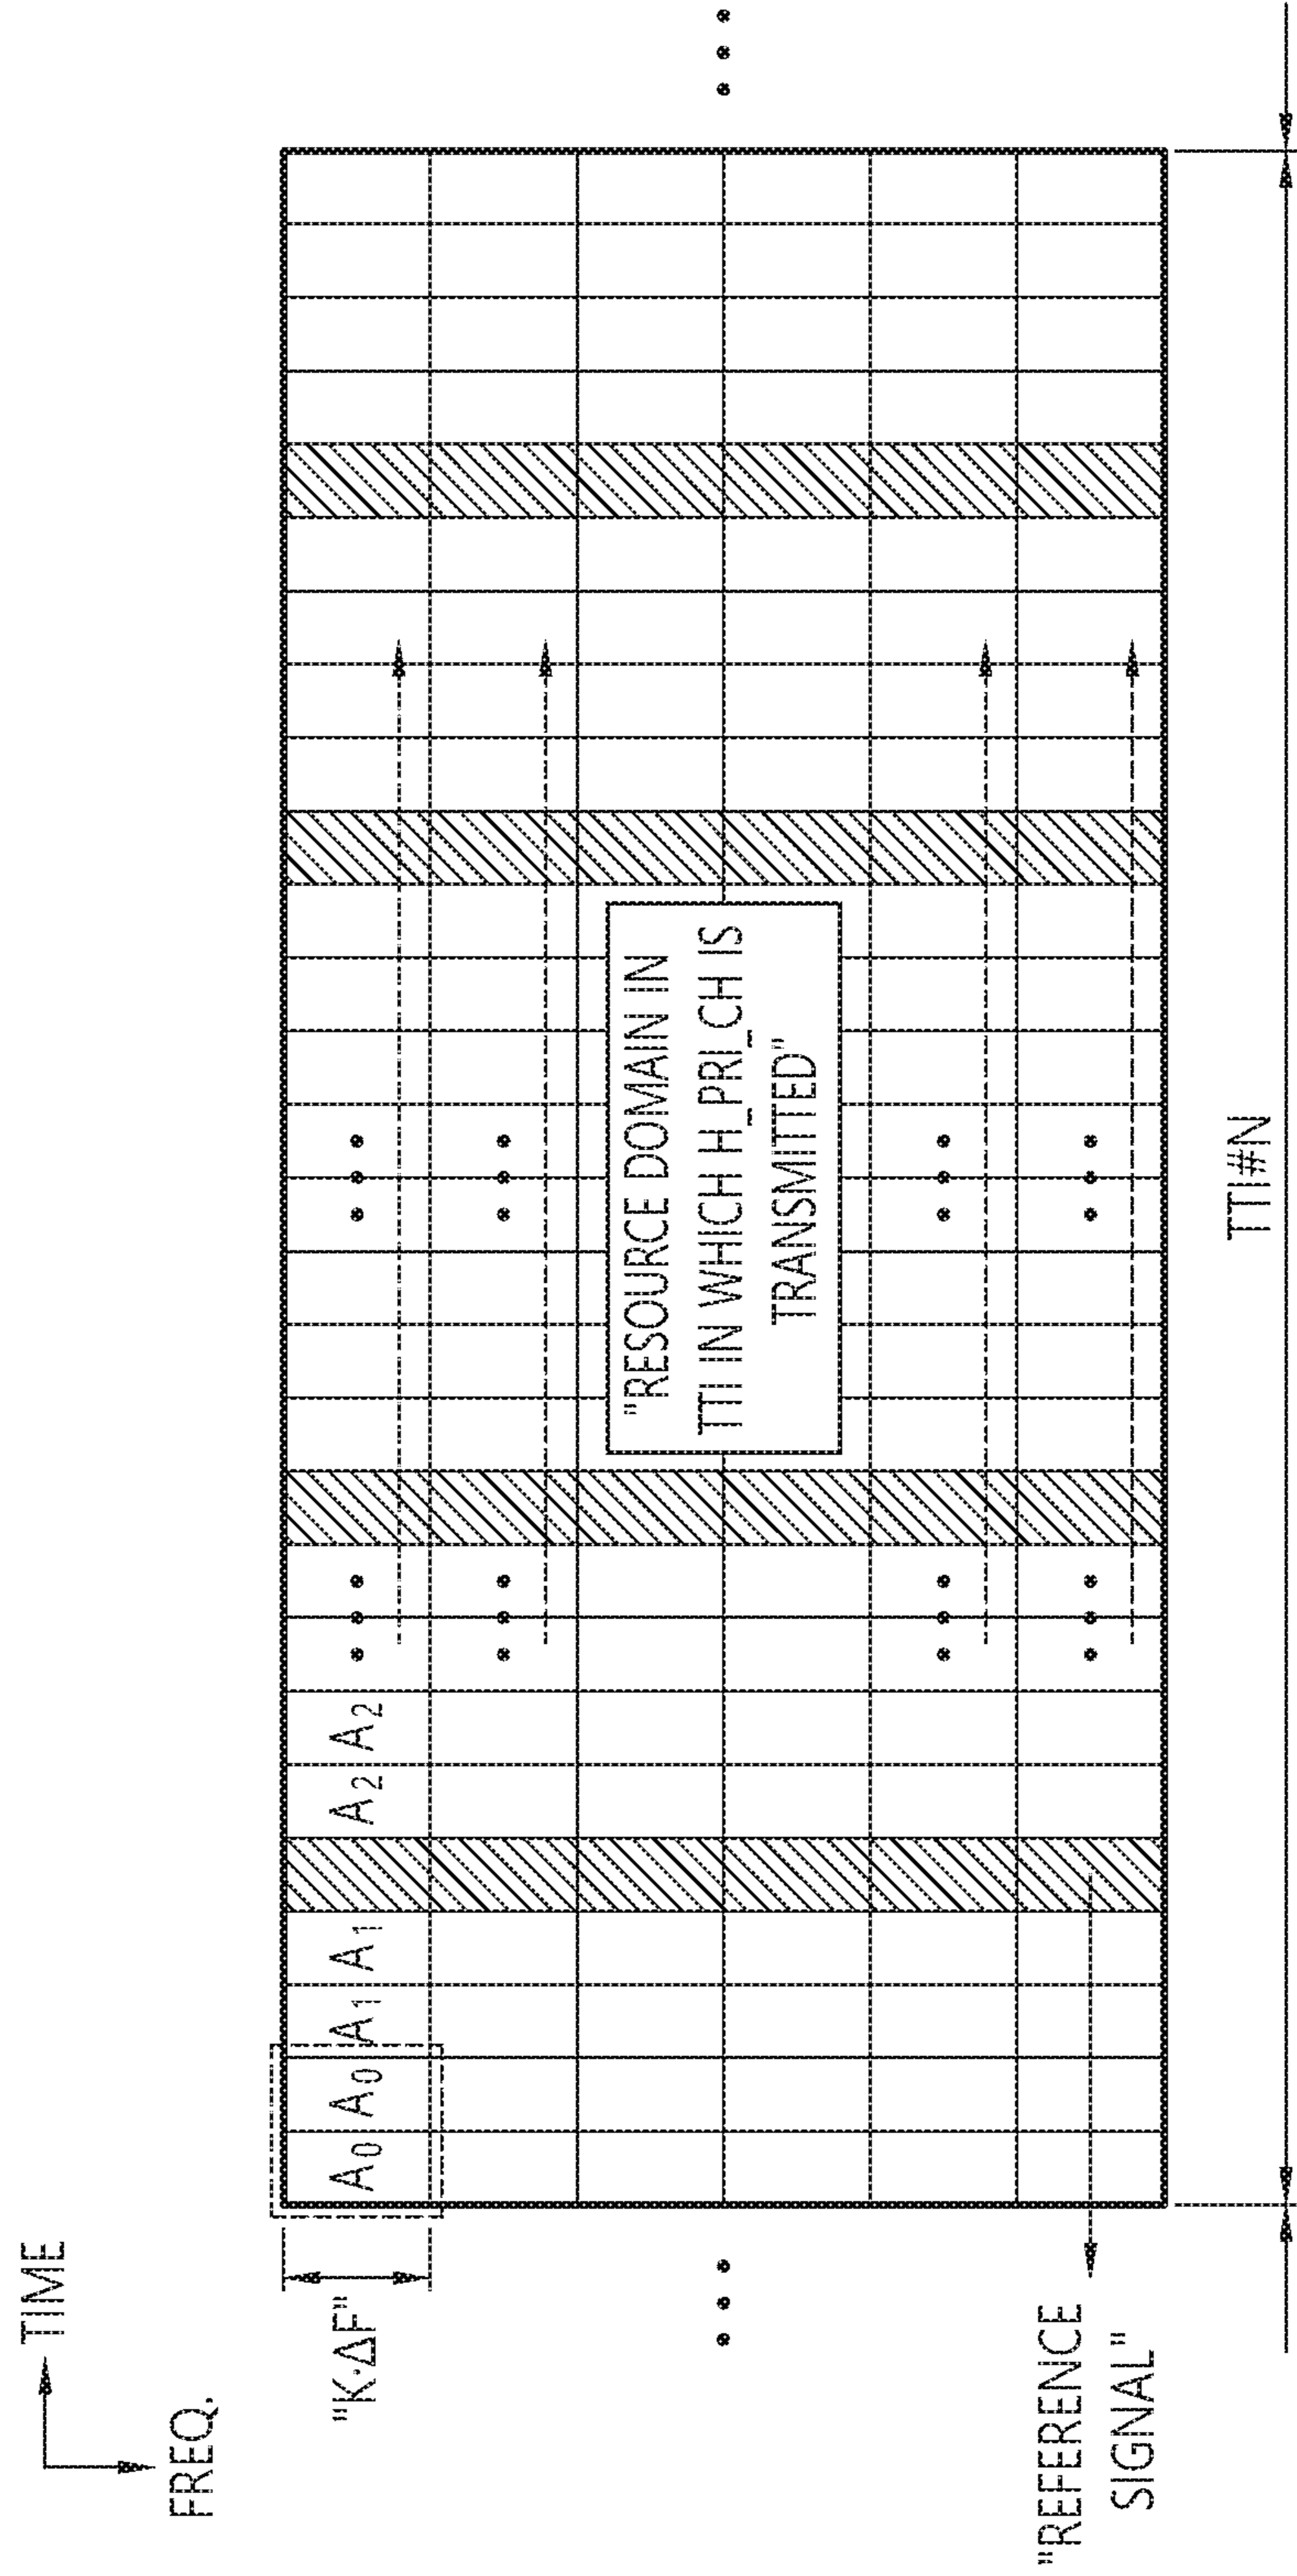 TIME
FREQ.
"K·ΔF"
A0 A0 A1 A1 A2 A2
"RESOURCE DOMAIN IN
TTI IN WHICH H_PRI_CH IS
TRANSMITTED"
"REFERENCE
SIGNAL"
TTI#N